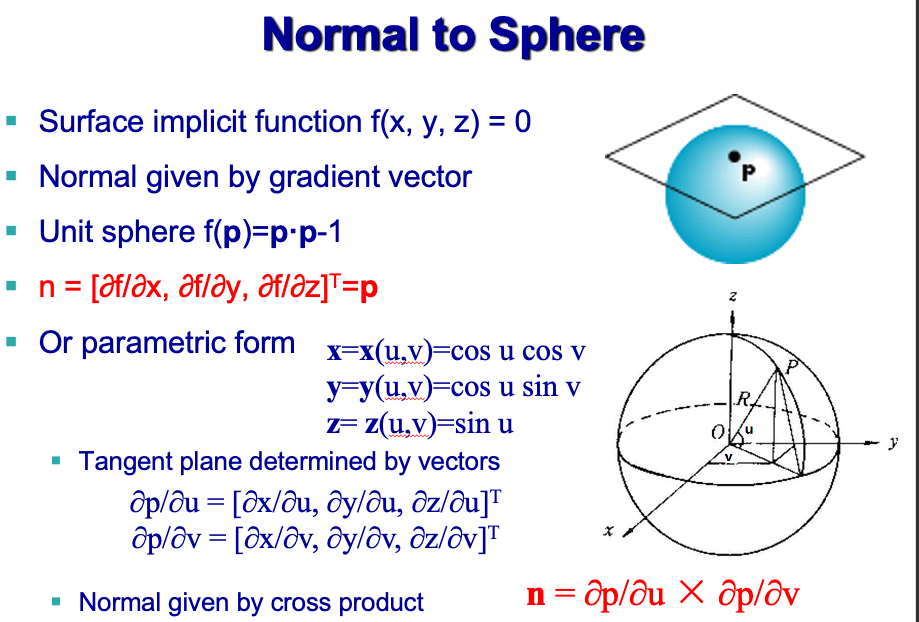 Normal to Sphere
▪ Surface implicit function f(x, y, z) = 0
▪ Normal given by gradient vector
▪ Unit sphere f(p)=p·p-1
▪ n = [∂f/∂x, ∂f/∂y, ∂f/∂z]ᵀ=p
▪ Or parametric form
x=x(u,v)=cos u cos v
y=y(u,v)=cos u sin v
z= z(u,v)=sin u
▪ Tangent plane determined by vectors
∂p/∂u = [∂x/∂u, ∂y/∂u, ∂z/∂u]ᵀ
∂p/∂v = [∂x/∂v, ∂y/∂v, ∂z/∂v]ᵀ
▪ Normal given by cross product
n = ∂p/∂u × ∂p/∂v
p
z
P
R
O
u
v
y
x